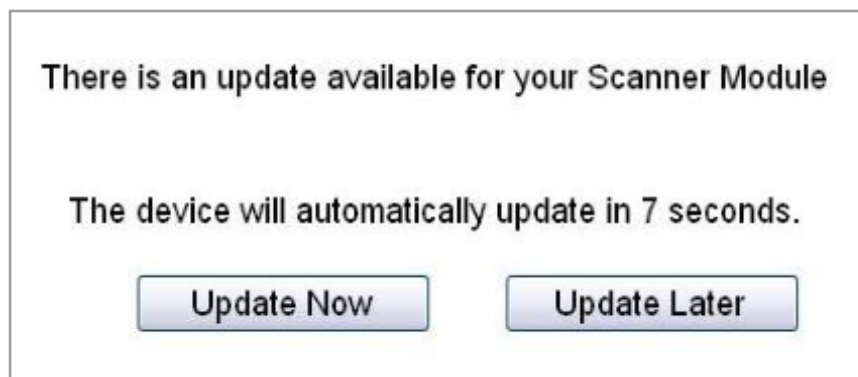 There is an update available for your Scanner Module
The device will automatically update in 7 seconds.
Update Now
Update Later